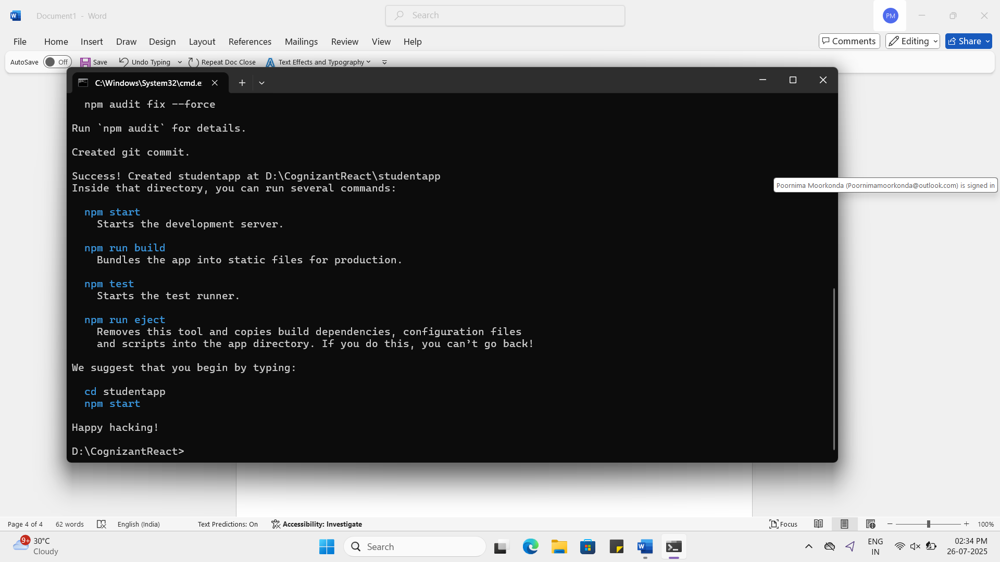 Document1 - Word
Search
PM
File Home Insert Draw Design Layout References Mailings Review View Help
Comments Editing Share
AutoSave Off Save Undo Typing Repeat Doc Close Text Effects and Typography
C:\Windows\System32\cmd.e
npm audit fix --force
Run `npm audit` for details.
Created git commit.
Success! Created studentapp at D:\CognizantReact\studentapp
Inside that directory, you can run several commands:
Poornima Moorkonda (Poornimamoorkonda@outlook.com) is signed in
npm start
Starts the development server.
npm run build
Bundles the app into static files for production.
npm test
Starts the test runner.
npm run eject
Removes this tool and copies build dependencies, configuration files
and scripts into the app directory. If you do this, you can’t go back!
We suggest that you begin by typing:
cd studentapp
npm start
Happy hacking!
D:\CognizantReact>
Page 4 of 4 62 words English (India) Text Predictions: On Accessibility: Investigate Focus 100%
9+ 30°C
Cloudy
Search
ENG
IN
02:34 PM
26-07-2025